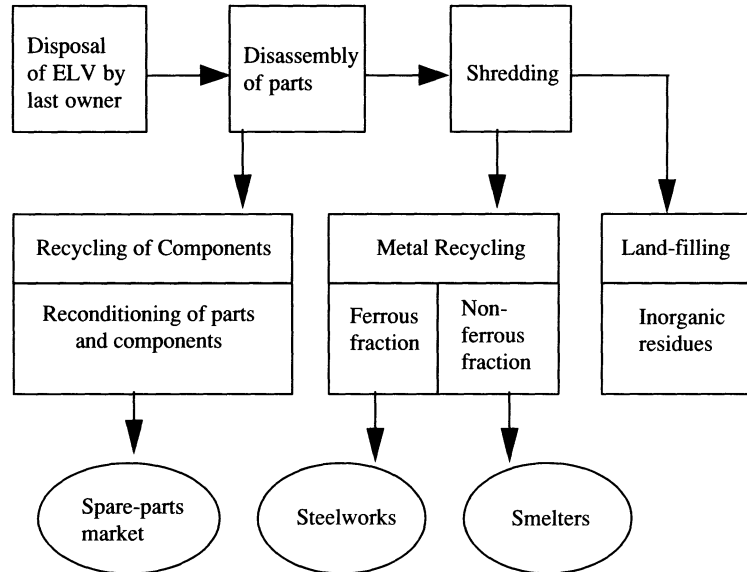 Disposal
of ELV by
last owner
Disassembly
of parts
Shredding
Recycling of Components
Reconditioning of parts
and components
Metal Recycling
Ferrous
fraction
Non-
ferrous
fraction
Land-filling
Inorganic
residues
Spare-parts
market
Steelworks
Smelters